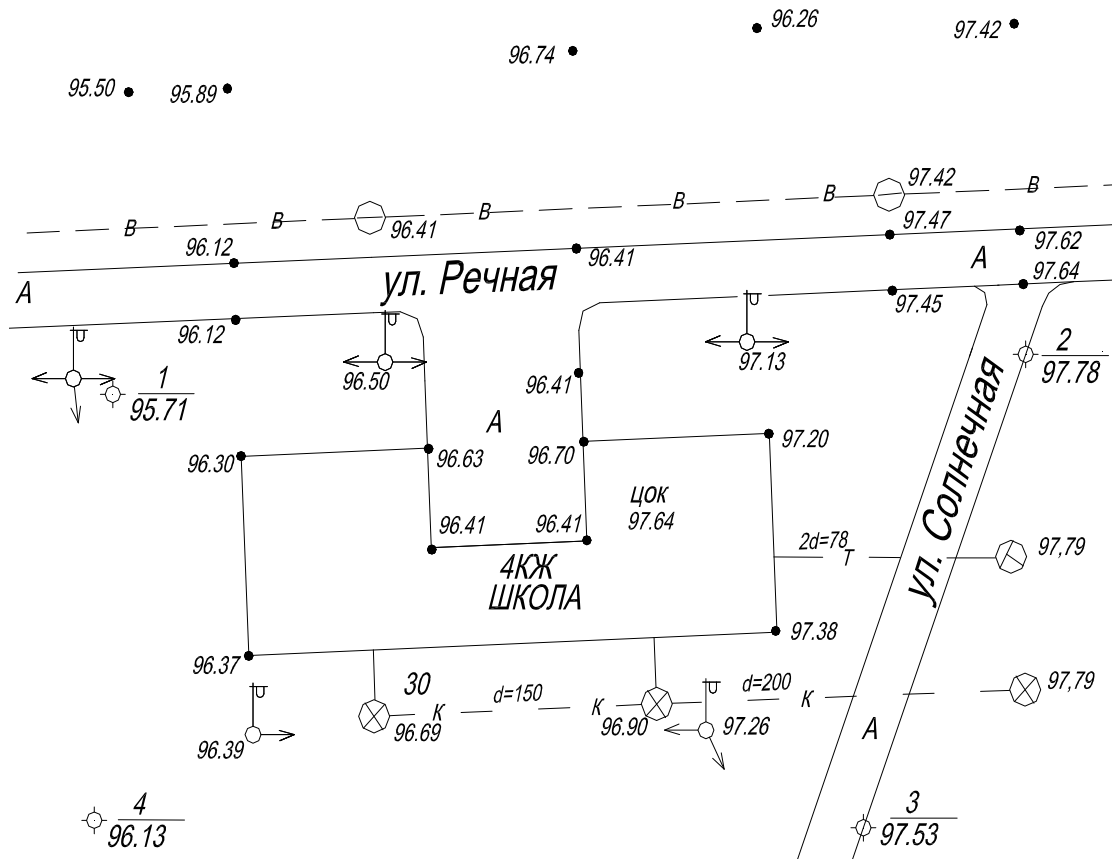 96.26
97.42
96.74
95.50
95.89
97.42
В В В В В В
96.41
97.47
97.62
96.12
96.41
А
ул. Речная
97.64
А
97.45
96.12
2
97.78
97.13
96.50
1
95.71
96.41
А
97.20
96.30
96.63
96.70
ул. Солнечная
цок
97.64
96.41
96.41
2d=78
Т
97,79
4КЖ
ШКОЛА
97.38
96.37
30
d=150
d=200
97,79
К
К
К
96.69
96.90
97.26
96.39
А
4
96.13
3
97.53